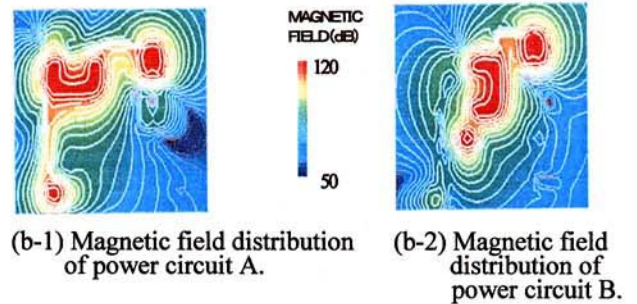 MAGNETIC
FIELD(dB)
120
50
(b-1) Magnetic field distribution
of power circuit A.
(b-2) Magnetic field
distribution of
power circuit B.